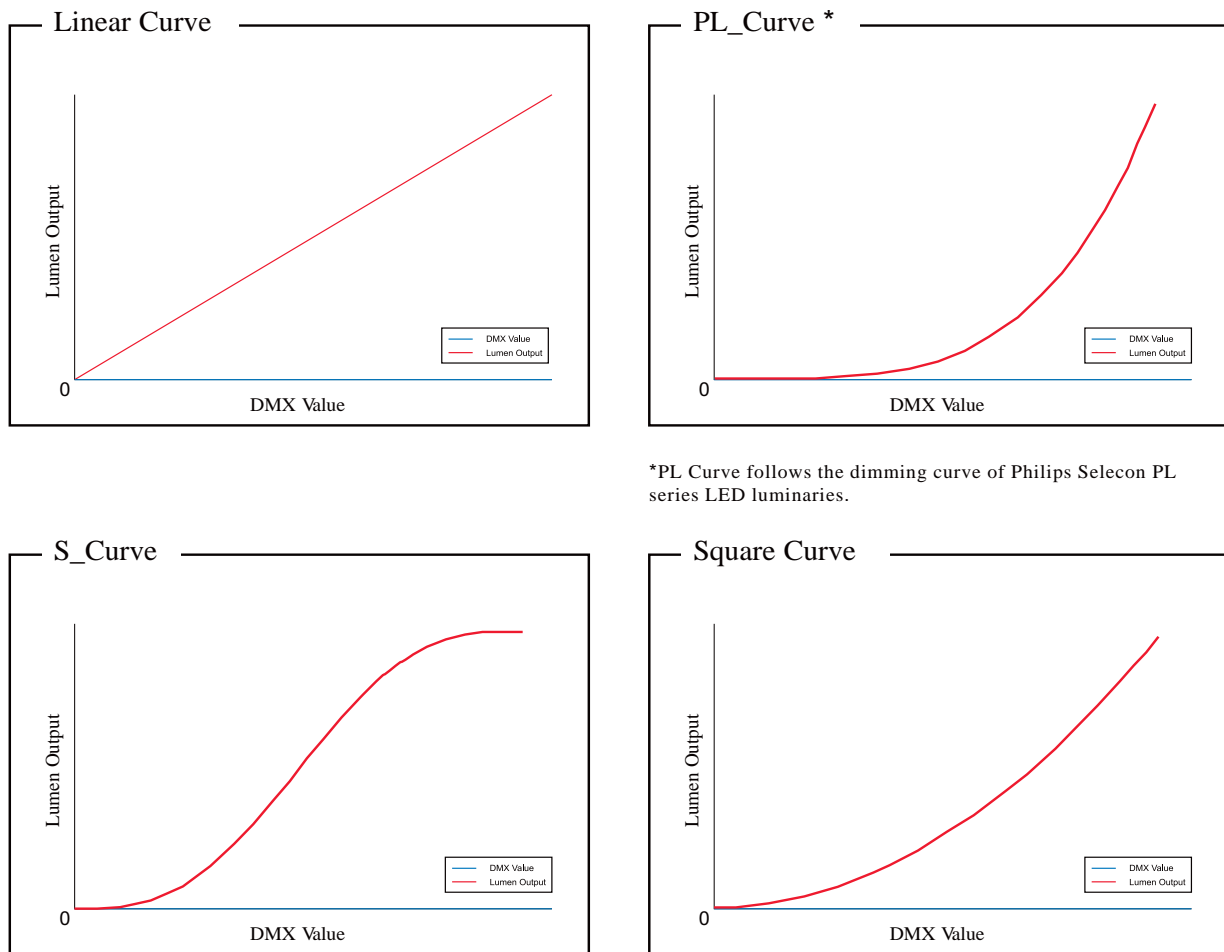 Linear Curve
Lumen Output
DMX Value
Lumen Output
0
DMX Value
PL_Curve *
Lumen Output
DMX Value
Lumen Output
0
DMX Value
*PL Curve follows the dimming curve of Philips Selecon PL
series LED luminaries.
S_Curve
Lumen Output
DMX Value
Lumen Output
0
DMX Value
Square Curve
Lumen Output
DMX Value
Lumen Output
0
DMX Value